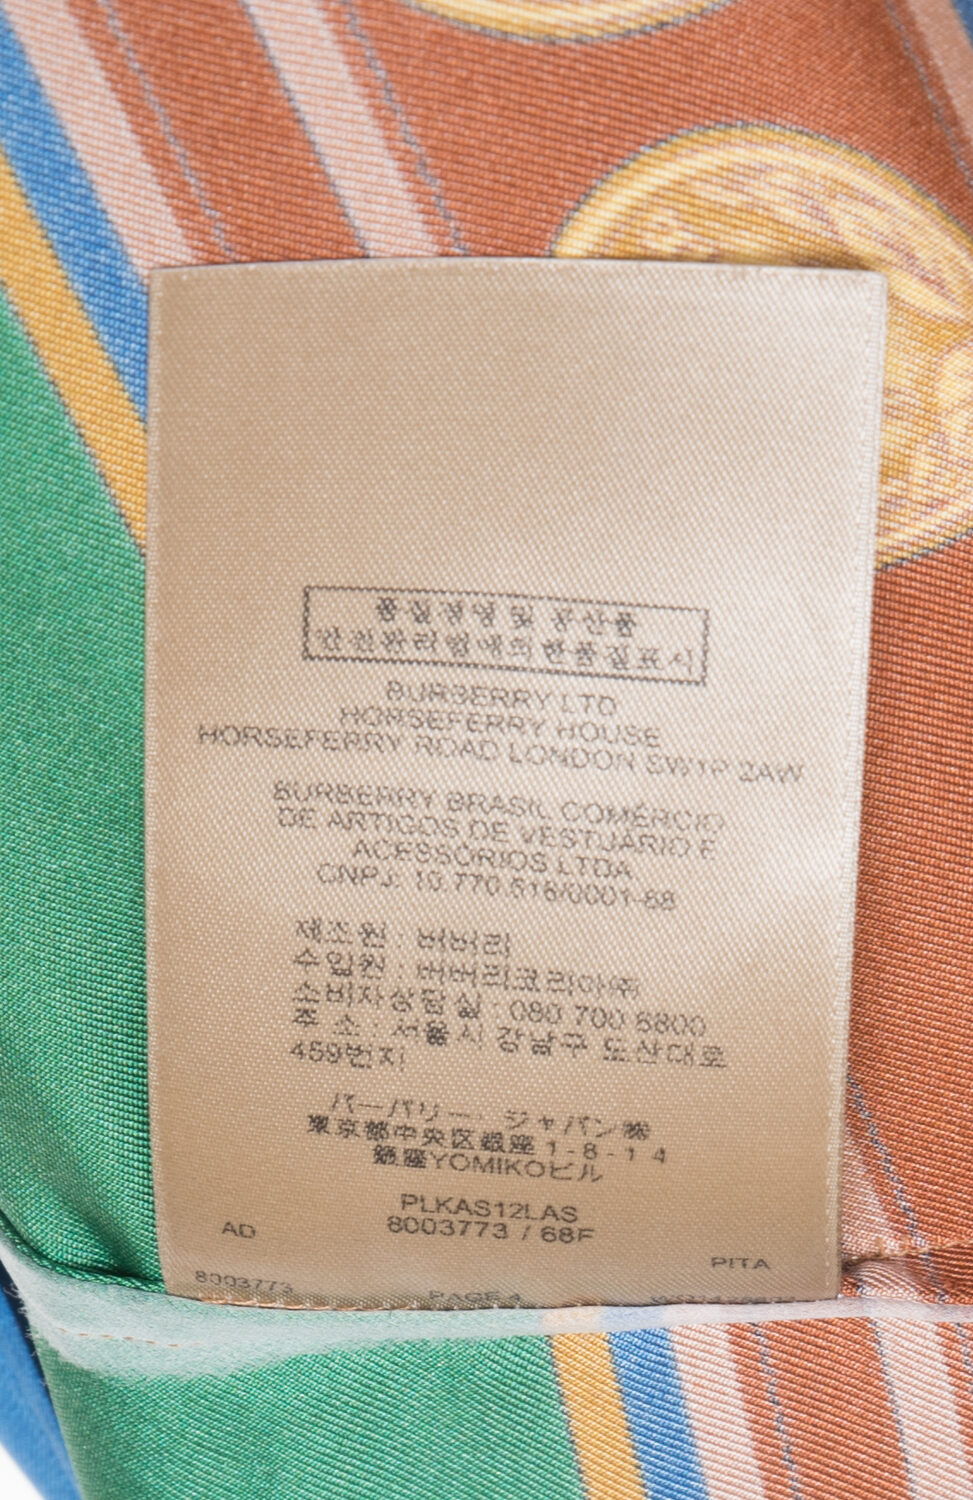 품질경영 및 공산품
안전관리법에의한품질표시
BURBERRY LTD
HORSEFERRY HOUSE
HORSEFERRY ROAD LONDON SW1P 2AW
BURBERRY BRASIL COMÉRCIO
DE ARTIGOS DE VESTUÁRIO E
ACESSÓRIOS LTDA
CNPJ: 10.770.518/0001-68
제조원 : 버버리
수입원 : 버버리코리아㈜
소비자상담실 : 080 700 8800
주 소 : 서울시 강남구 도산대로
459번지
バーバリー・ジャパン㈱
東京都中央区銀座 1-8-14
銀座YOMIKOビル
PLKAS12LAS
8003773 / 68F
AD
PITA
8003773
PAGE 4